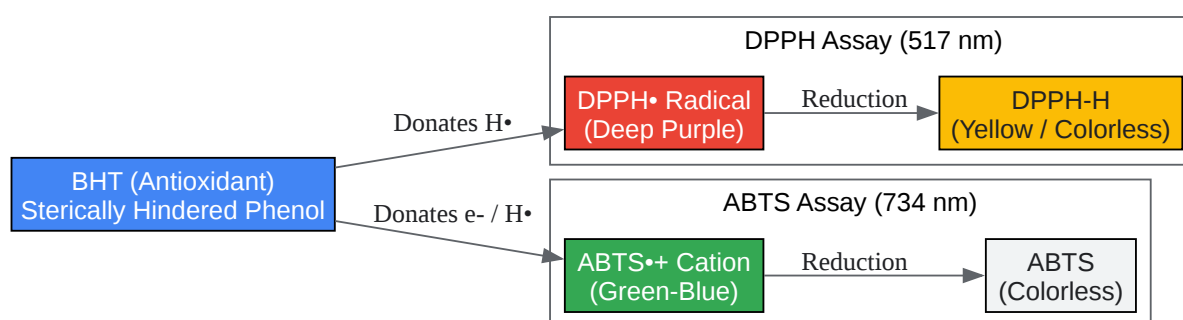 DPPH Assay (517 nm)
DPPH• Radical
(Deep Purple)
Reduction
DPPH-H
(Yellow / Colorless)
Donates H•
BHT (Antioxidant)
Sterically Hindered Phenol
Donates e- / H•
ABTS Assay (734 nm)
ABTS•+ Cation
(Green-Blue)
Reduction
ABTS
(Colorless)